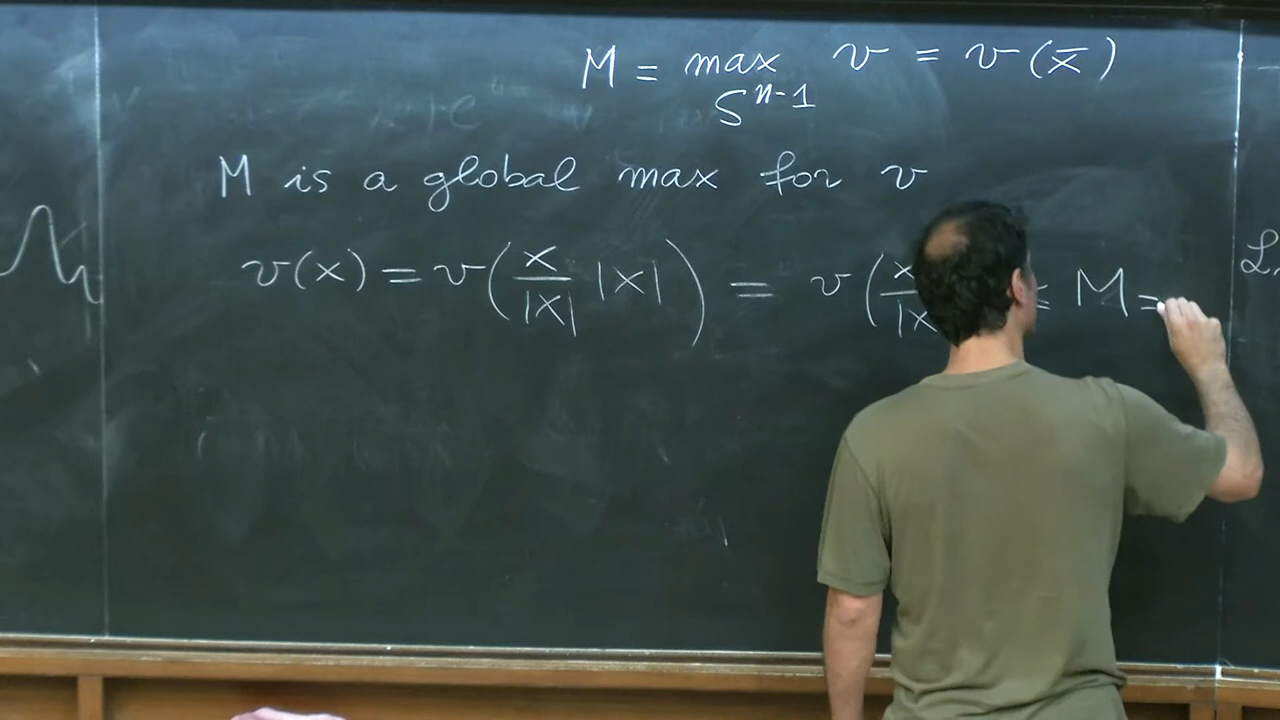 M = max v = v(x̄)
S^{n-1}
M is a global max for v
v(x) = v(x/|x| |x|) = v(x/|x ≤ M =